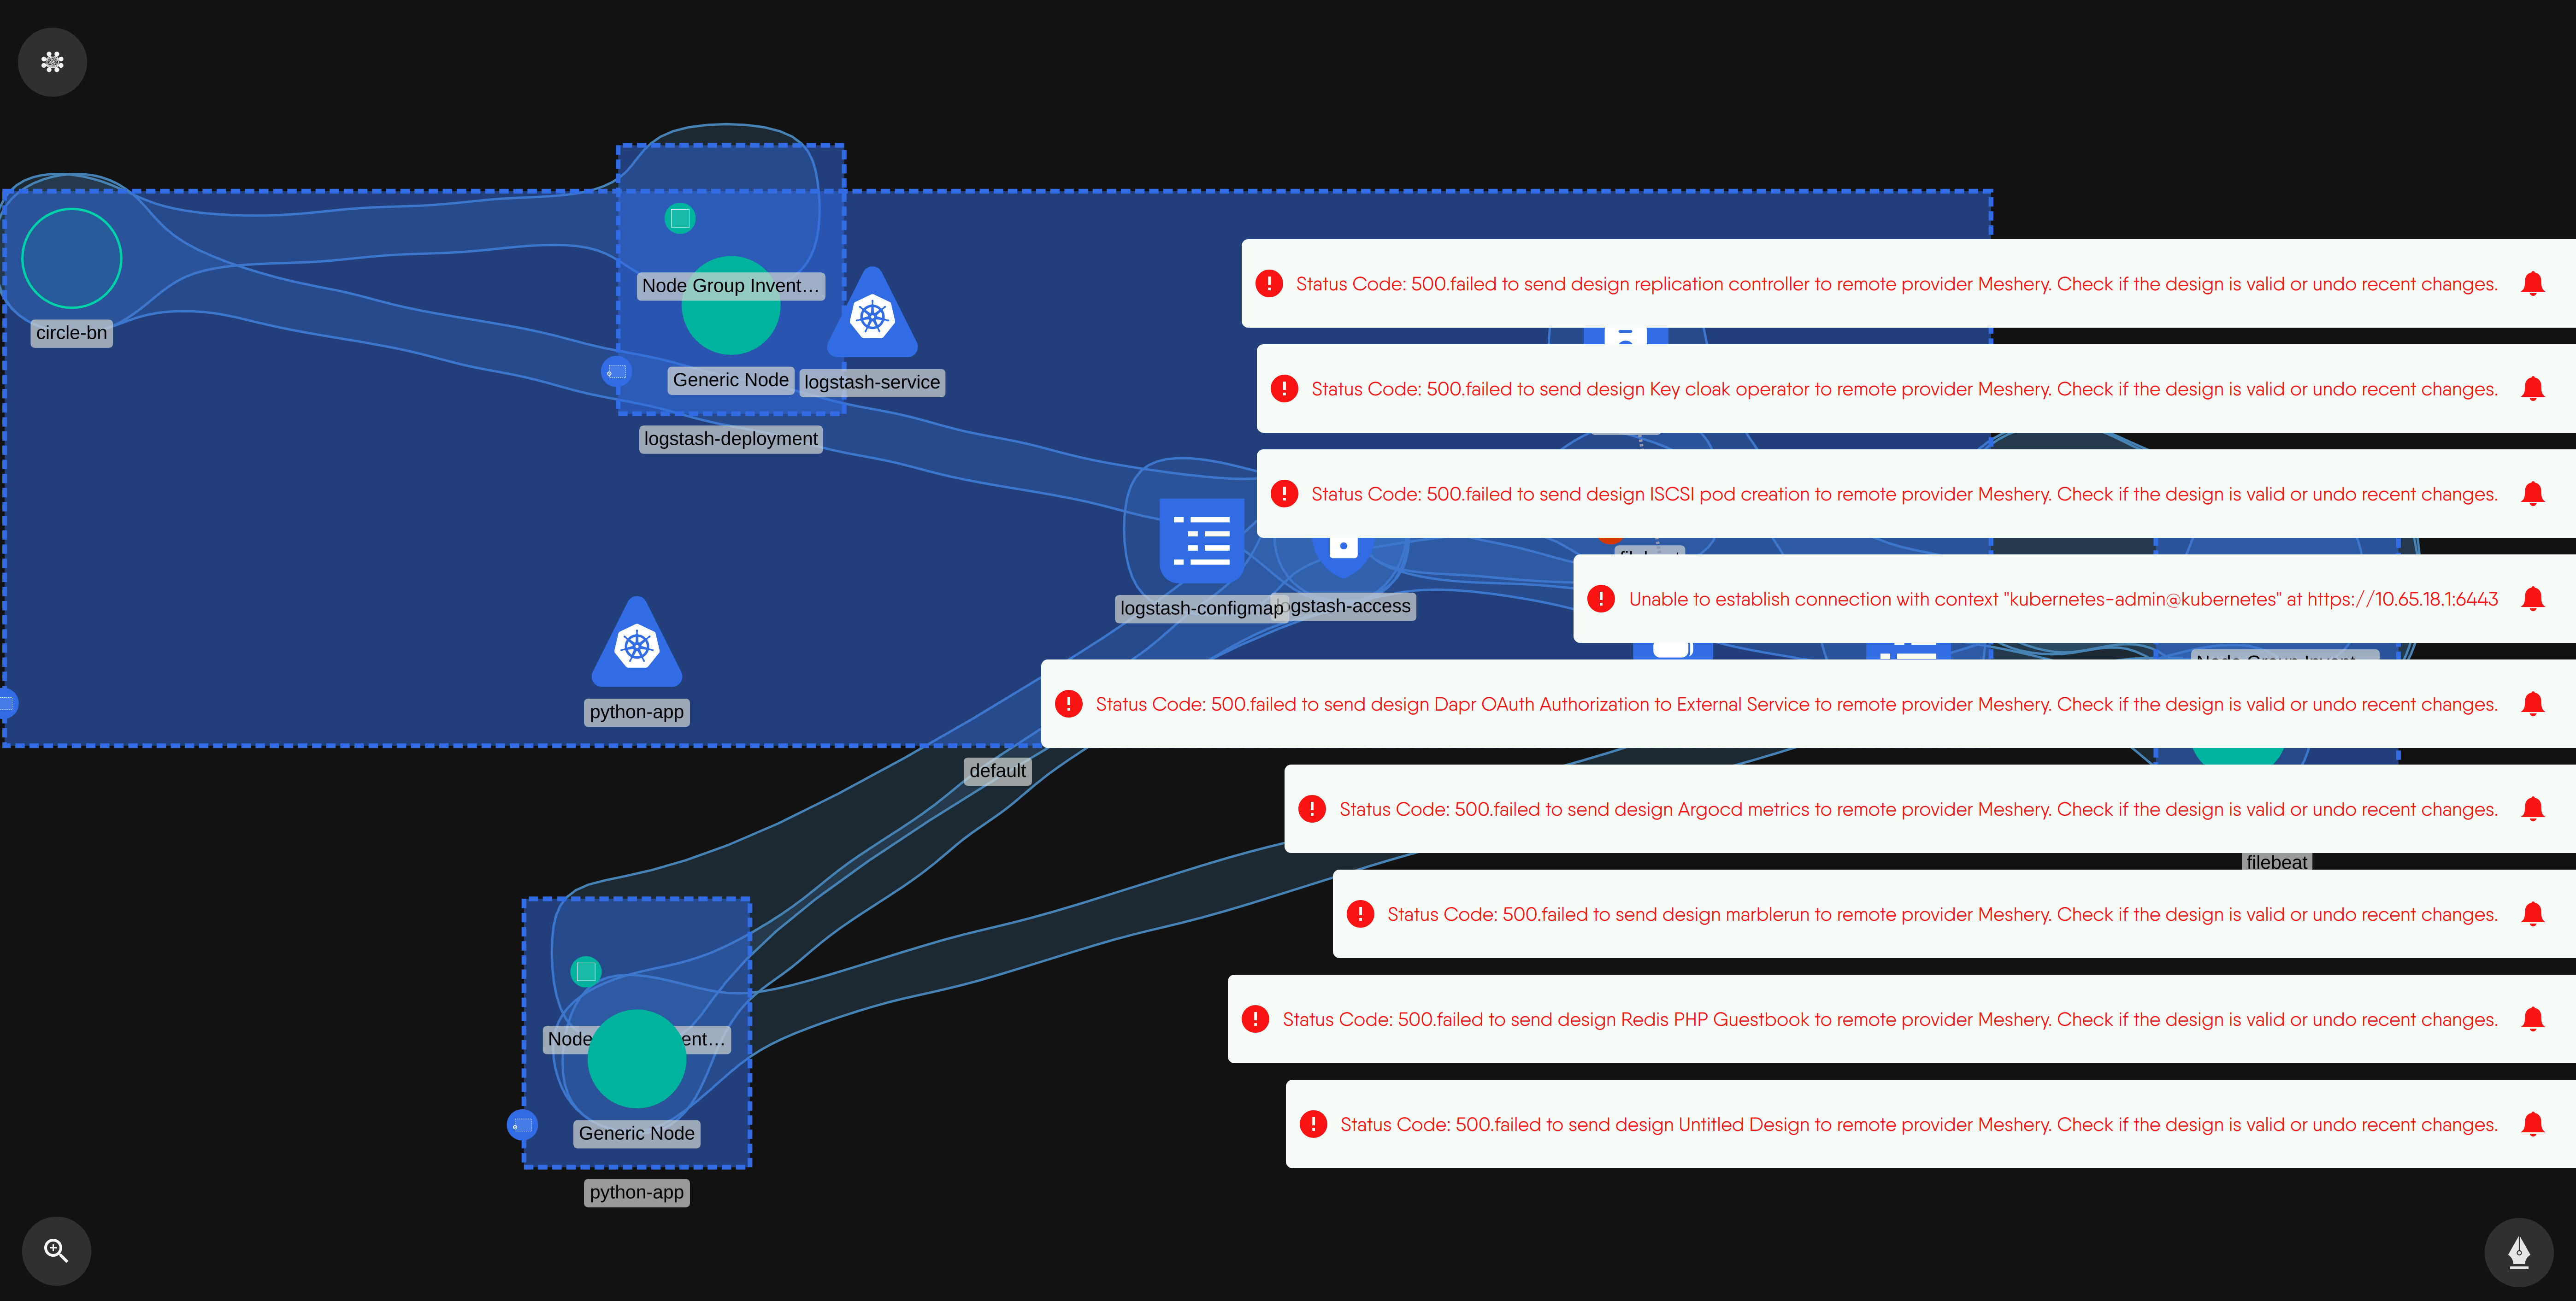 circle-bn
Node Group Invent...
Generic Node
logstash-service
logstash-deployment
Status Code: 500.failed to send design replication controller to remote provider Meshery. Check if the design is valid or undo recent changes.
Status Code: 500.failed to send design Key cloak operator to remote provider Meshery. Check if the design is valid or undo recent changes.
Status Code: 500.failed to send design ISCSI pod creation to remote provider Meshery. Check if the design is valid or undo recent changes.
Unable to establish connection with context "kubernetes-admin@kubernetes" at https://10.65.18.1:6443
logstash-configmap
logstash-access
python-app
Status Code: 500.failed to send design Dapr OAuth Authorization to External Service to remote provider Meshery. Check if the design is valid or undo recent changes.
default
Status Code: 500.failed to send design Argocd metrics to remote provider Meshery. Check if the design is valid or undo recent changes.
filebeat
Status Code: 500.failed to send design marblerun to remote provider Meshery. Check if the design is valid or undo recent changes.
Status Code: 500.failed to send design Redis PHP Guestbook to remote provider Meshery. Check if the design is valid or undo recent changes.
Node ent...
Status Code: 500.failed to send design Untitled Design to remote provider Meshery. Check if the design is valid or undo recent changes.
Generic Node
python-app